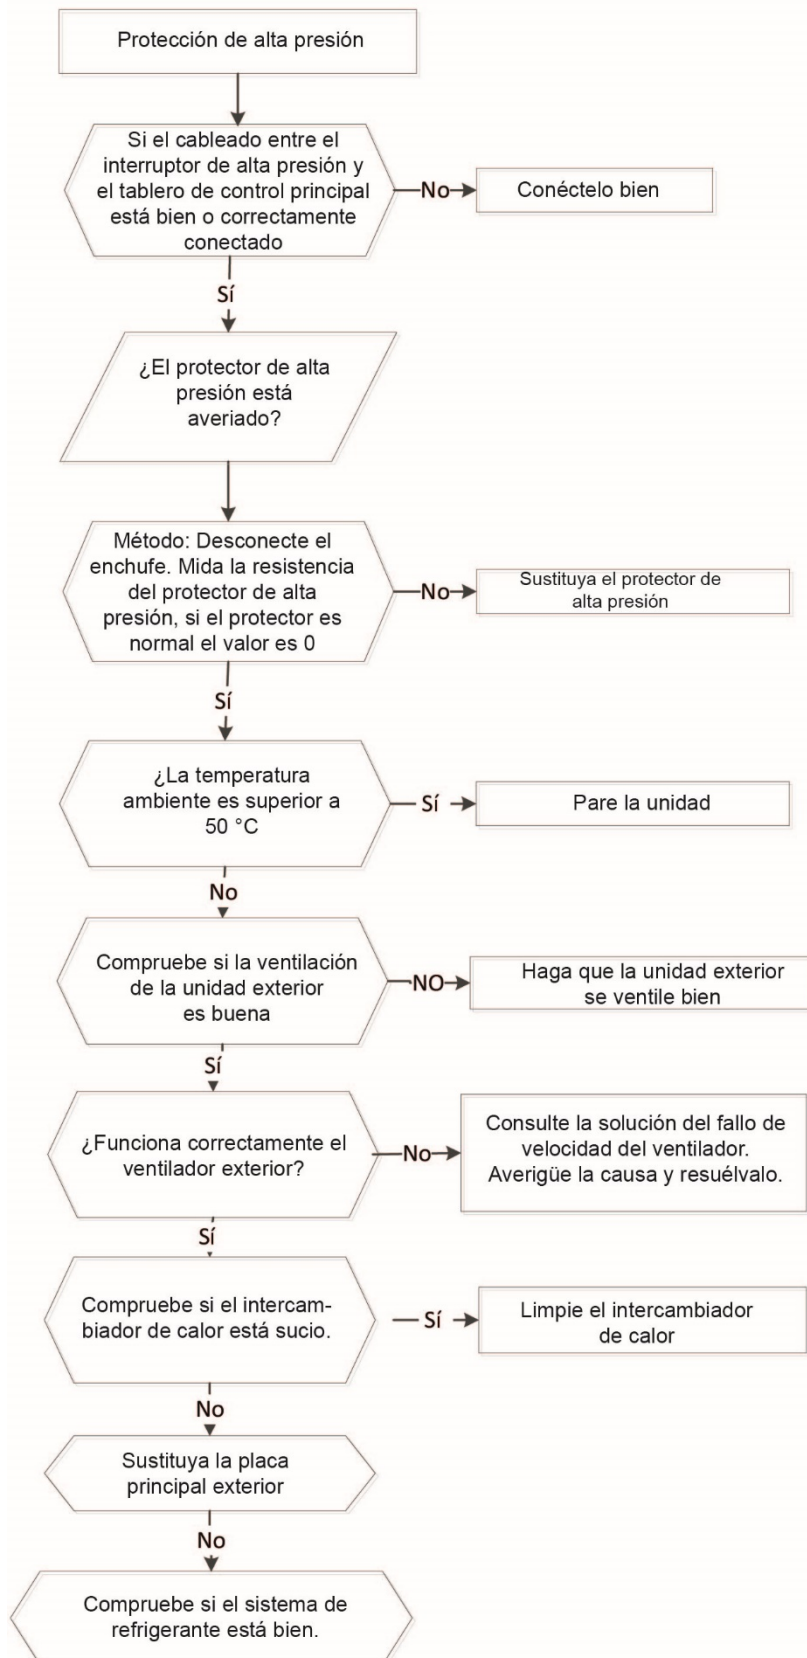 Protección de alta presión
Si el cableado entre el
interruptor de alta presión y
el tablero de control principal
está bien o correctamente
conectado
No
Conéctelo bien
Sí
¿El protector de alta
presión está
averiado?
Método: Desconecte el
enchufe. Mida la resistencia
del protector de alta
presión, si el protector es
normal el valor es 0
No
Sustituya el protector de
alta presión
Sí
¿La temperatura
ambiente es superior a
50 °C
Sí
Pare la unidad
No
Compruebe si la ventilación
de la unidad exterior
es buena
NO
Haga que la unidad exterior
se ventile bien
Sí
¿Funciona correctamente el
ventilador exterior?
No
Consulte la solución del fallo de
velocidad del ventilador.
Averigüe la causa y resuélvalo.
Sí
Compruebe si el intercam-
biador de calor está sucio.
Sí
Limpie el intercambiador
de calor
No
Sustituya la placa
principal exterior
No
Compruebe si el sistema de
refrigerante está bien.